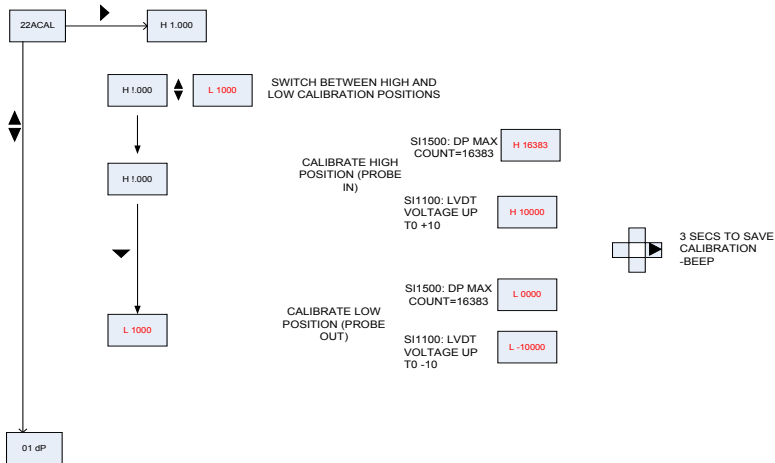 22ACAL
H 1.000
H !.000
L 1000
SWITCH BETWEEN HIGH AND
LOW CALIBRATION POSITIONS
H !.000
L 1000
CALIBRATE HIGH
POSITION (PROBE
IN)
SI1500: DP MAX
COUNT=16383
H 16383
SI1100: LVDT
VOLTAGE UP
T0 +10
H 10000
CALIBRATE LOW
POSITION (PROBE
OUT)
SI1500: DP MAX
COUNT=16383
L 0000
SI1100: LVDT
VOLTAGE UP
T0 -10
L -10000
3 SECS TO SAVE
CALIBRATION
-BEEP
01 dP